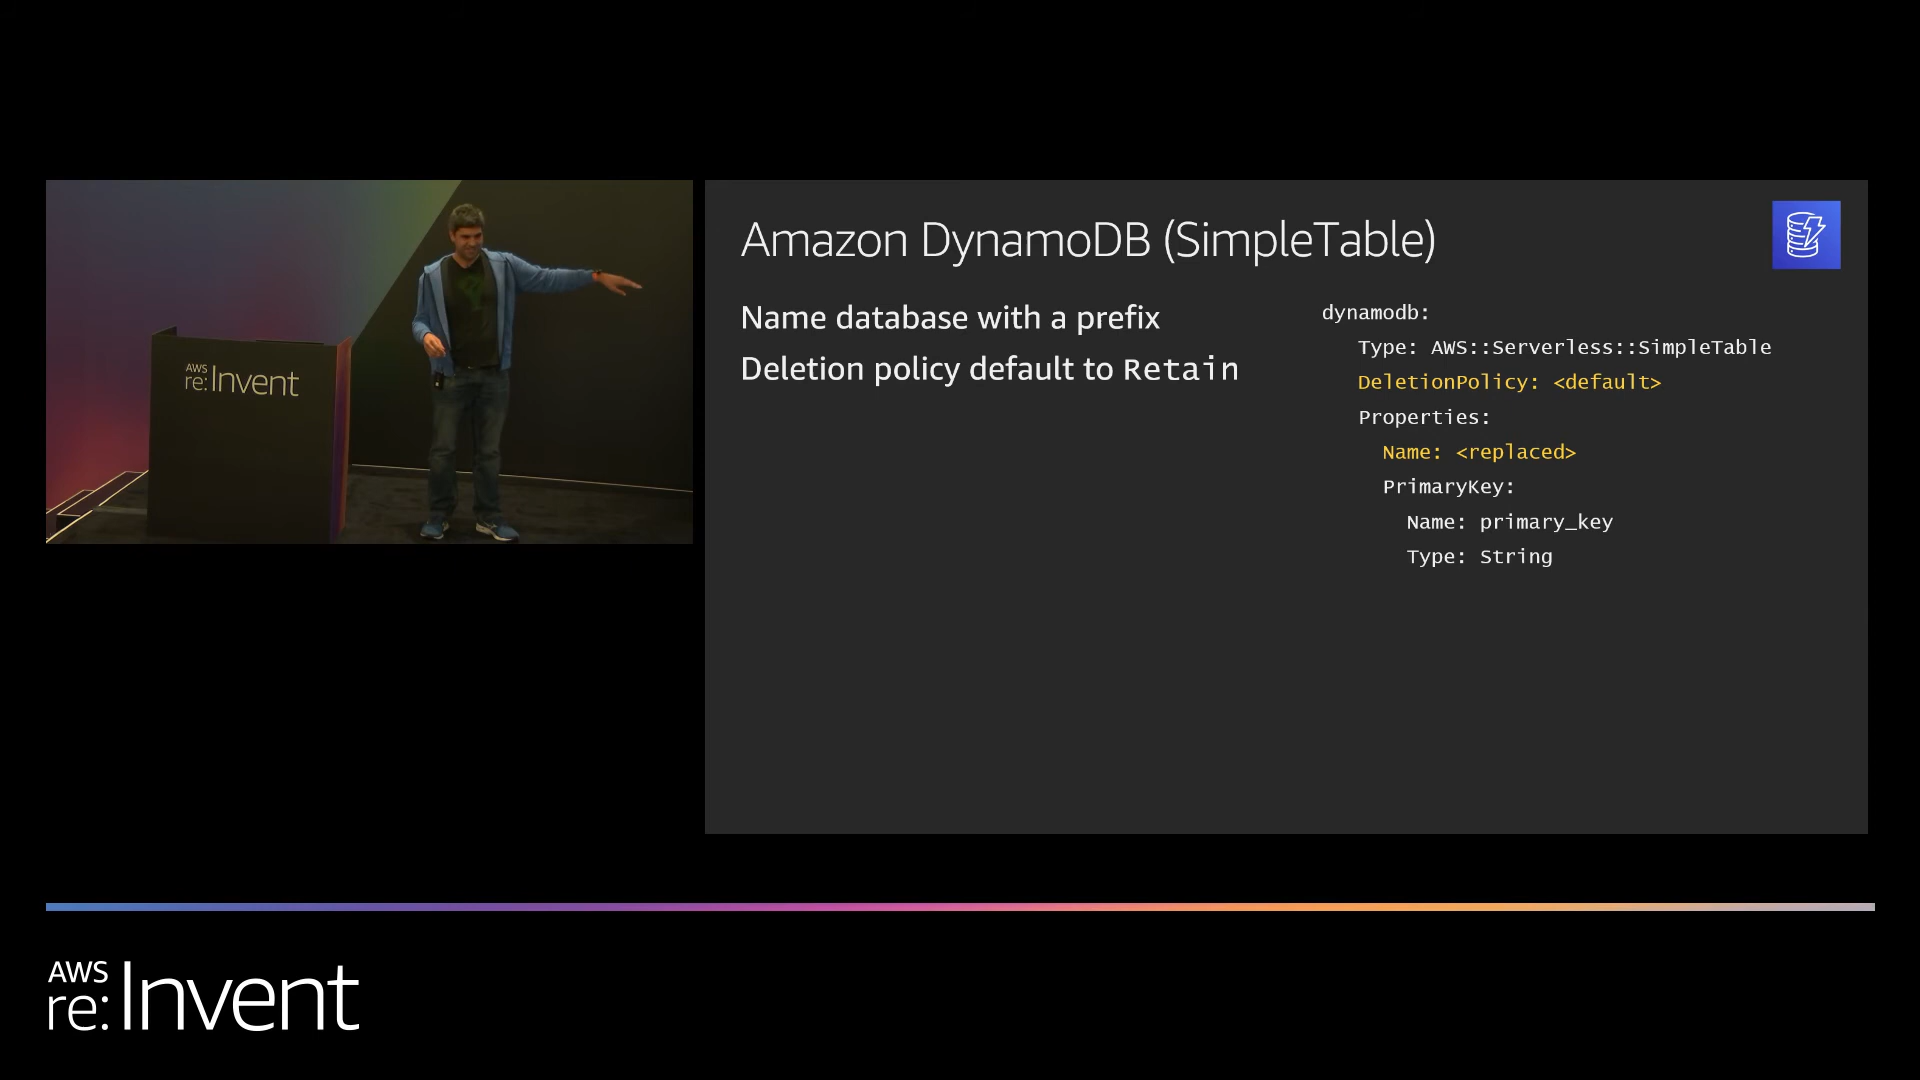 AWS
re:Invent
Amazon DynamoDB (SimpleTable)
Name database with a prefix
Deletion policy default to Retain
dynamodb:
Type: AWS::Serverless::SimpleTable
DeletionPolicy: <default>
Properties:
Name: <replaced>
PrimaryKey:
Name: primary_key
Type: String
AWS
re:Invent